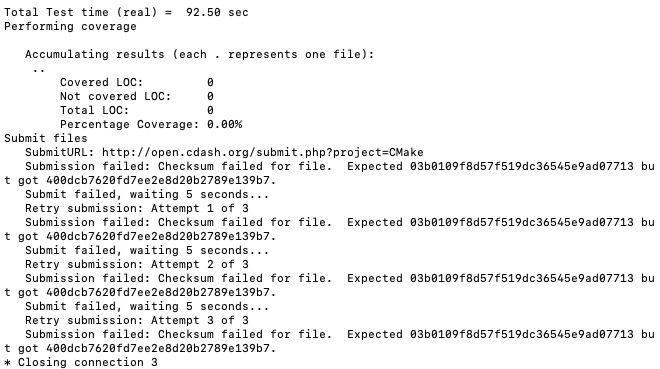 Total Test time (real) =  92.50 sec
Performing coverage
   Accumulating results (each . represents one file):
    ..
        Covered LOC:         0
        Not covered LOC:     0
        Total LOC:           0
        Percentage Coverage: 0.00%
Submit files
   SubmitURL: http://open.cdash.org/submit.php?project=CMake
   Submission failed: Checksum failed for file.  Expected 03b0109f8d57f519dc36545e9ad07713 bu
t got 400dcb7620fd7ee2e8d20b2789e139b7.
   Submit failed, waiting 5 seconds...
   Retry submission: Attempt 1 of 3
   Submission failed: Checksum failed for file.  Expected 03b0109f8d57f519dc36545e9ad07713 bu
t got 400dcb7620fd7ee2e8d20b2789e139b7.
   Submit failed, waiting 5 seconds...
   Retry submission: Attempt 2 of 3
   Submission failed: Checksum failed for file.  Expected 03b0109f8d57f519dc36545e9ad07713 bu
t got 400dcb7620fd7ee2e8d20b2789e139b7.
   Submit failed, waiting 5 seconds...
   Retry submission: Attempt 3 of 3
   Submission failed: Checksum failed for file.  Expected 03b0109f8d57f519dc36545e9ad07713 bu
t got 400dcb7620fd7ee2e8d20b2789e139b7.
* Closing connection 3